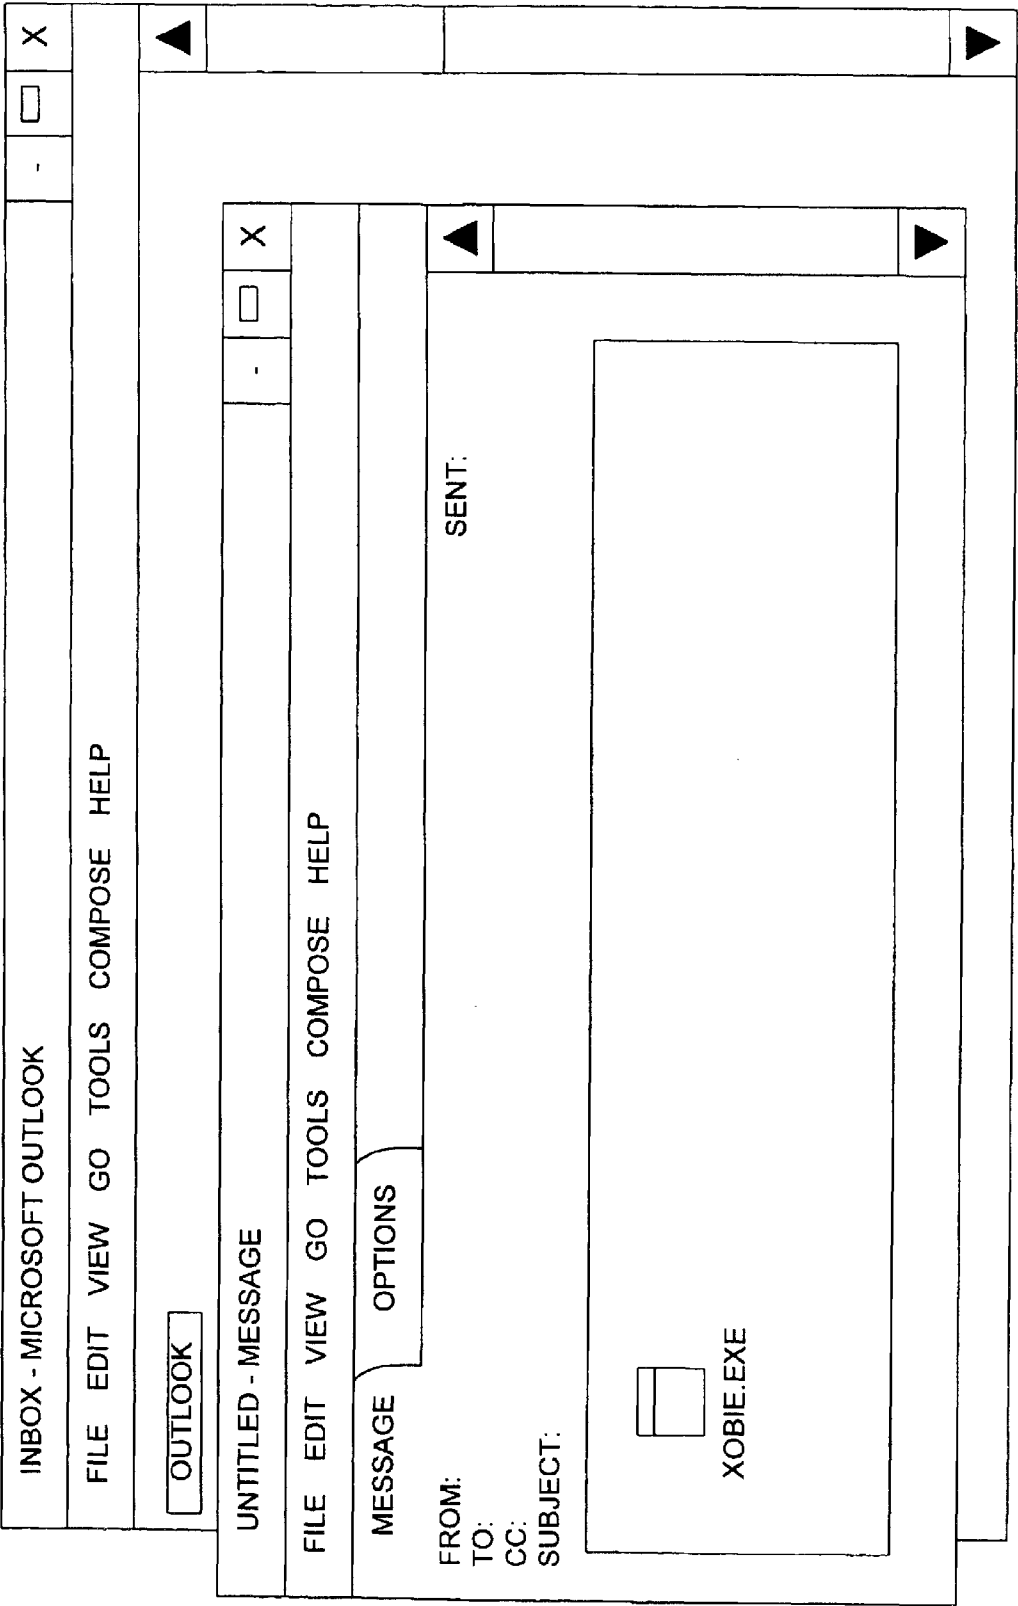 INBOX - MICROSOFT OUTLOOK - X
FILE EDIT VIEW GO TOOLS COMPOSE HELP
OUTLOOK
UNTITLED - MESSAGE - X
FILE EDIT VIEW GO TOOLS COMPOSE HELP
MESSAGE OPTIONS
FROM: SENT:
TO:
CC:
SUBJECT:
XOBIE.EXE